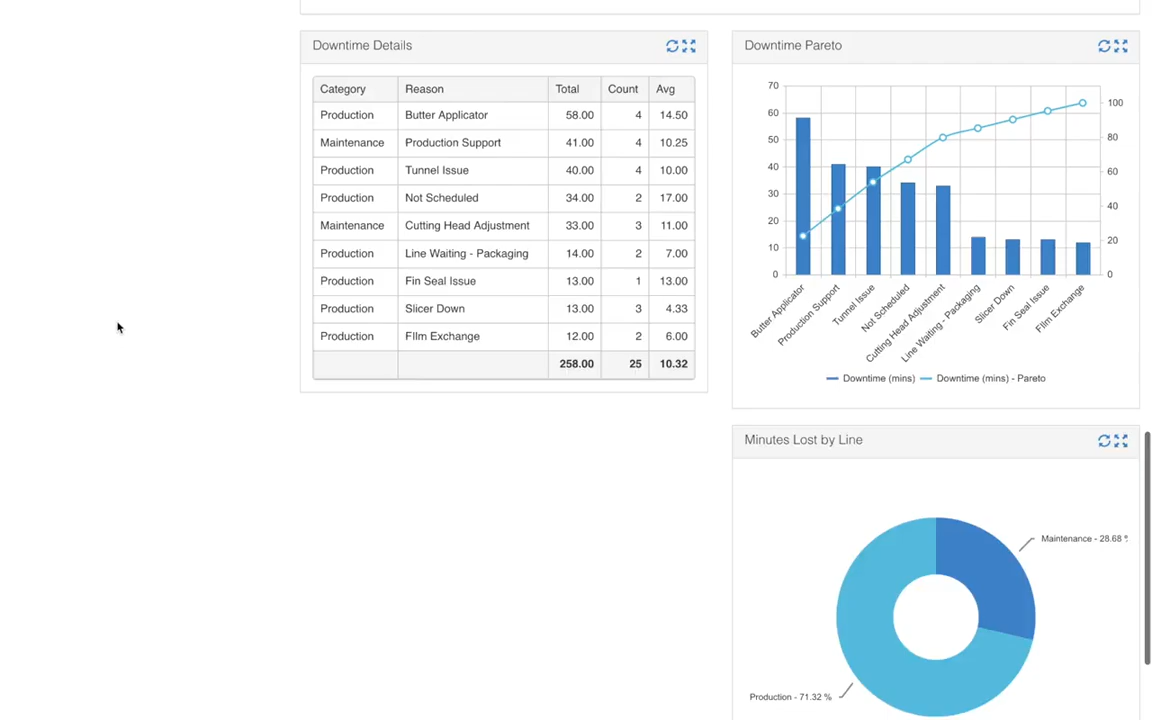 Downtime Details
Category Reason Total Count Avg
Production Butter Applicator 58.00 4 14.50
Maintenance Production Support 41.00 4 10.25
Production Tunnel Issue 40.00 4 10.00
Production Not Scheduled 34.00 2 17.00
Maintenance Cutting Head Adjustment 33.00 3 11.00
Production Line Waiting - Packaging 14.00 2 7.00
Production Fin Seal Issue 13.00 1 13.00
Production Slicer Down 13.00 3 4.33
Production FIlm Exchange 12.00 2 6.00
258.00 25 10.32
Downtime Pareto
70
60
50
40
30
20
10
0
100
80
60
40
20
0
Butter Applicator
Production Support
Tunnel Issue
Not Scheduled
Cutting Head Adjustment
Line Waiting - Packaging
Slicer Down
Fin Seal Issue
FIlm Exchange
Downtime (mins) Downtime (mins) - Pareto
Minutes Lost by Line
Maintenance - 28.68 %
Production - 71.32 %